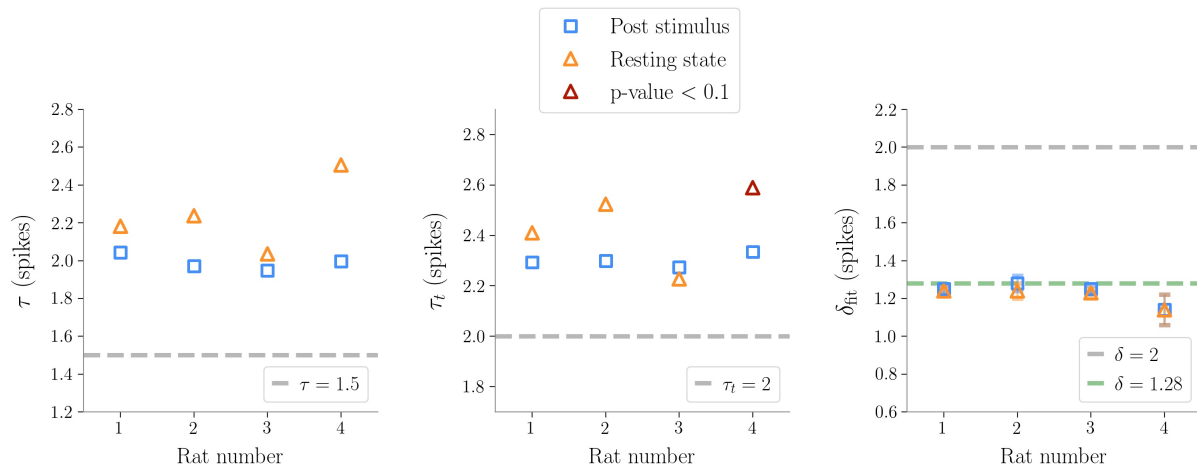 Post stimulus
Resting state
p-value < 0.1
2.8
2.6
2.4
2.2
2.0
1.8
1.6
1.4
1.2
τ (spikes)
τ = 1.5
1 2 3 4
Rat number
2.8
2.6
2.4
2.2
2.0
1.8
τₜ (spikes)
τₜ = 2
1 2 3 4
Rat number
2.2
2.0
1.8
1.6
1.4
1.2
1.0
0.8
0.6
δfit (spikes)
δ = 2
δ = 1.28
1 2 3 4
Rat number